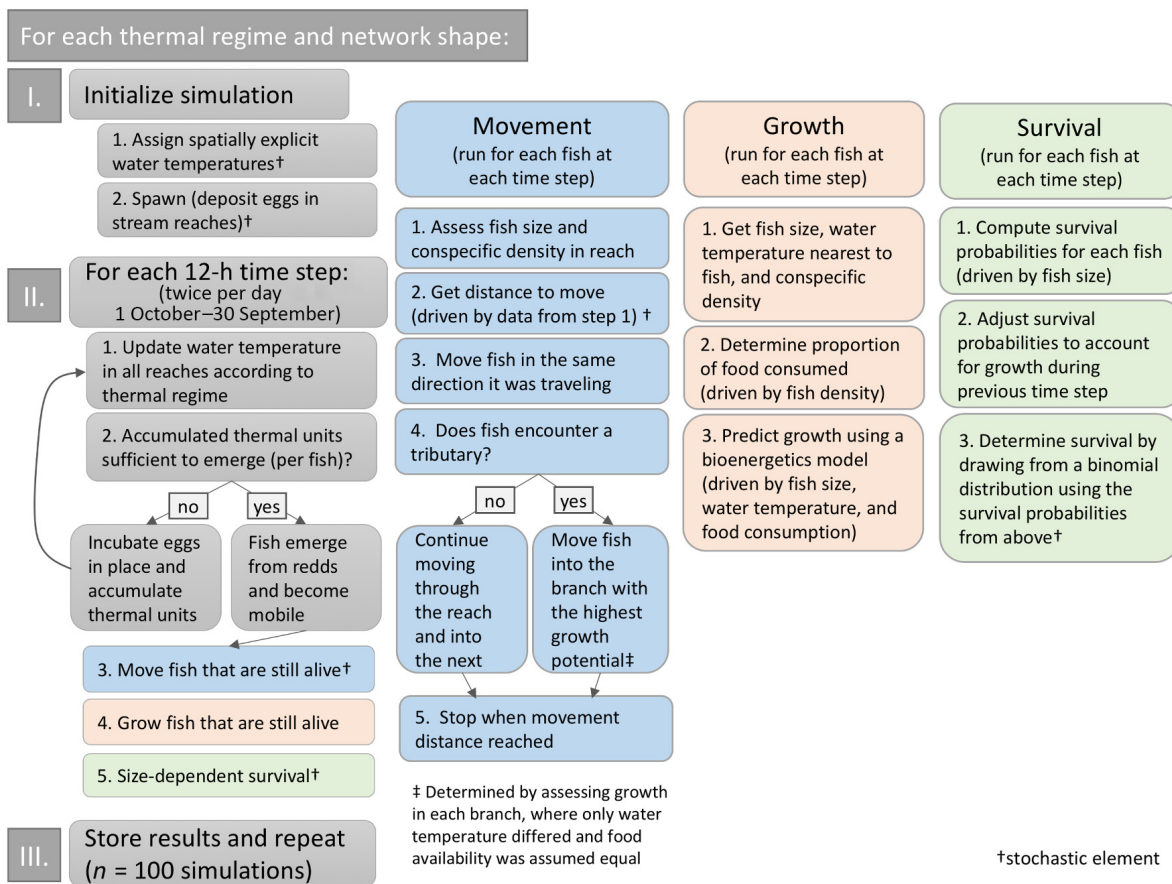 For each thermal regime and network shape:
I.
Initialize simulation
1. Assign spatially explicit
water temperatures†
2. Spawn (deposit eggs in
stream reaches)†
II.
For each 12-h time step:
(twice per day
1 October–30 September)
1. Update water temperature
in all reaches according to
thermal regime
2. Accumulated thermal units
sufficient to emerge (per fish)?
no
yes
Incubate eggs
in place and
accumulate
thermal units
Fish emerge
from redds
and become
mobile
3. Move fish that are still alive†
4. Grow fish that are still alive
5. Size-dependent survival†
III.
Store results and repeat
(n = 100 simulations)
Movement
(run for each fish at
each time step)
1. Assess fish size and
conspecific density in reach
2. Get distance to move
(driven by data from step 1) †
3. Move fish in the same
direction it was traveling
4. Does fish encounter a
tributary?
no
yes
Continue
moving
through
the reach
and into
the next
Move fish
into the
branch with
the highest
growth
potential‡
5. Stop when movement
distance reached
‡ Determined by assessing growth
in each branch, where only water
temperature differed and food
availability was assumed equal
Growth
(run for each fish at
each time step)
1. Get fish size, water
temperature nearest to
fish, and conspecific
density
2. Determine proportion
of food consumed
(driven by fish density)
3. Predict growth using a
bioenergetics model
(driven by fish size,
water temperature, and
food consumption)
Survival
(run for each fish at
each time step)
1. Compute survival
probabilities for each fish
(driven by fish size)
2. Adjust survival
probabilities to account
for growth during
previous time step
3. Determine survival by
drawing from a binomial
distribution using the
survival probabilities
from above†
†stochastic element